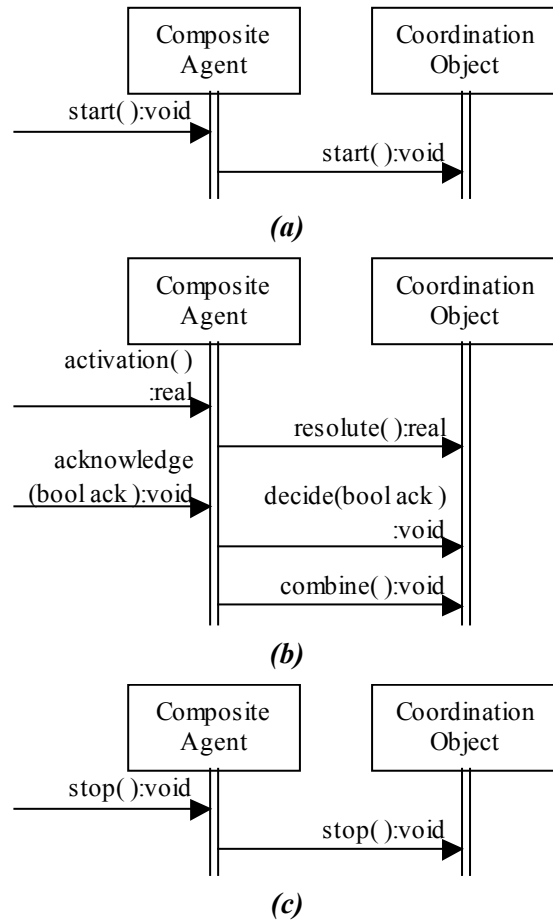 Composite
Agent
Coordination
Object
start( ):void
start( ):void
(a)
Composite
Agent
Coordination
Object
activation( )
:real
resolute( ):real
acknowledge
(bool ack ):void
decide(bool ack )
:void
combine( ):void
(b)
Composite
Agent
Coordination
Object
stop( ):void
stop( ):void
(c)